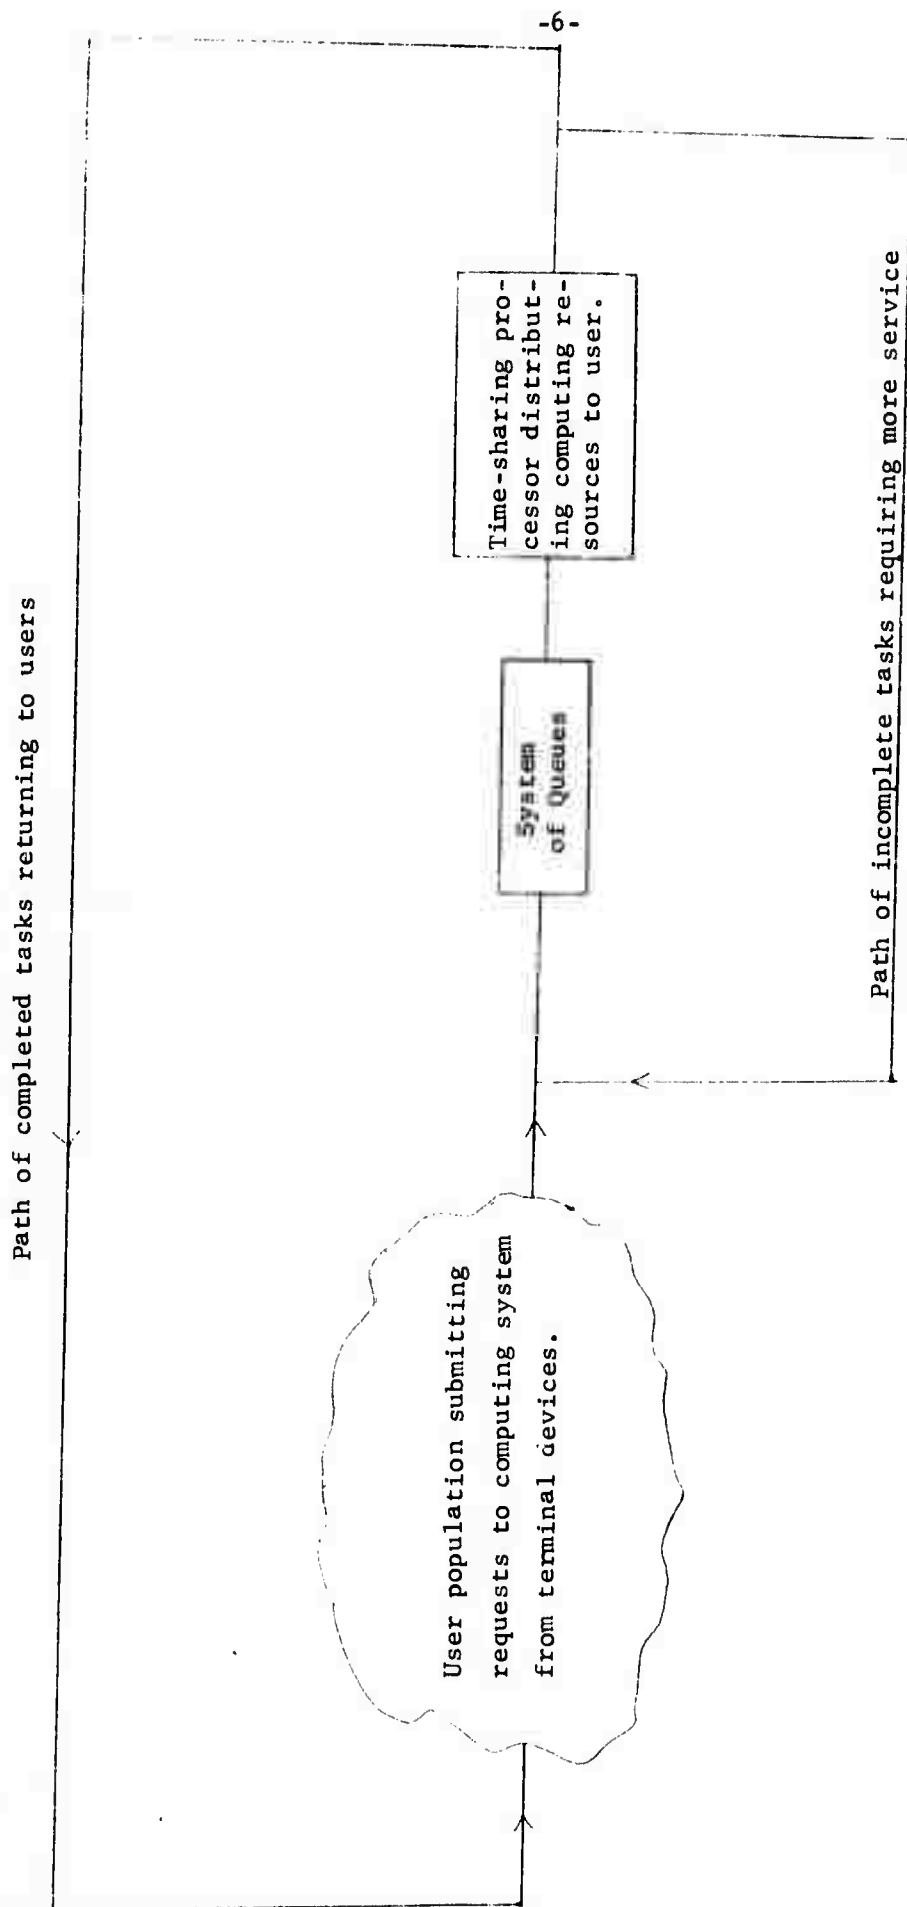 -6-
Path of completed tasks returning to users
User population submitting
requests to computing system
from terminal devices.
System
of Queues
Time-sharing pro-
cessor distribut-
ing computing re-
sources to user.
Path of incomplete tasks requiring more service